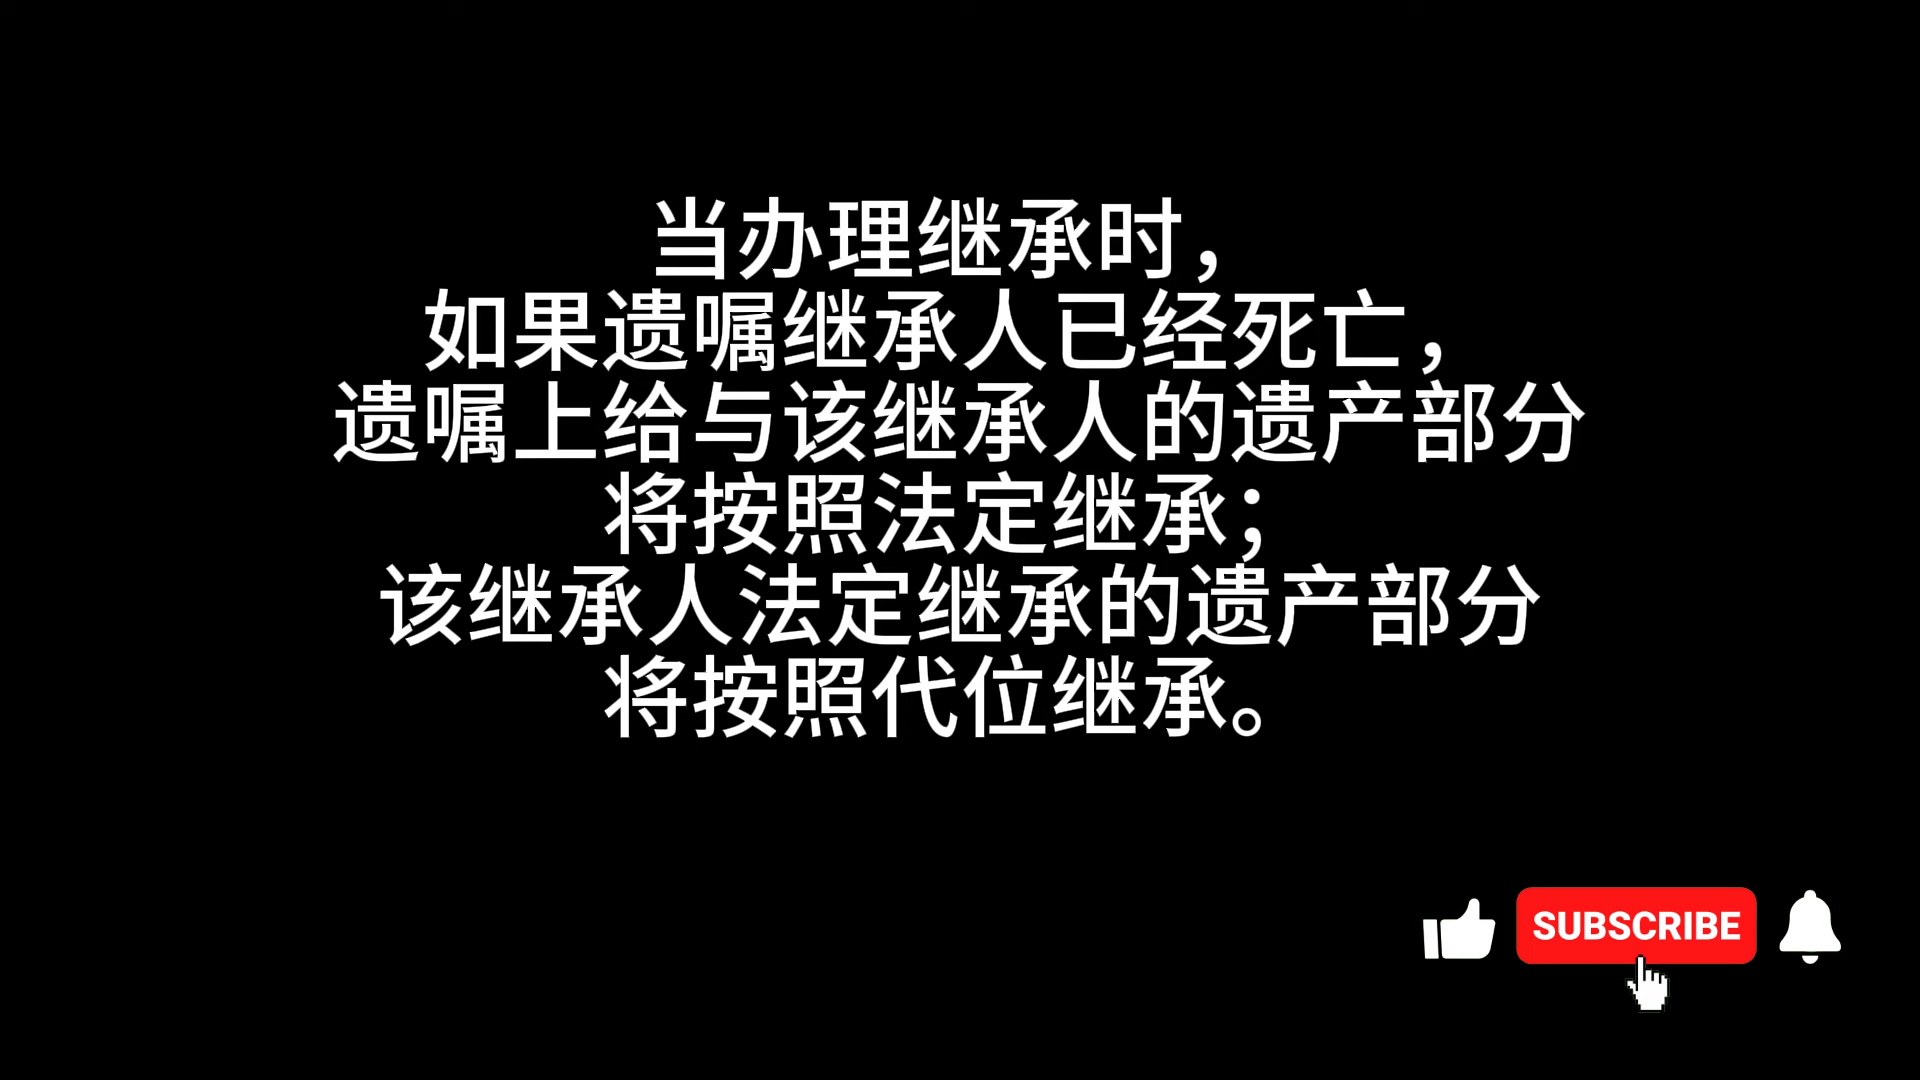 当办理继承时，
如果遗嘱继承人已经死亡，
遗嘱上给与该继承人的遗产部分
将按照法定继承；
该继承人法定继承的遗产部分
将按照代位继承。
SUBSCRIBE